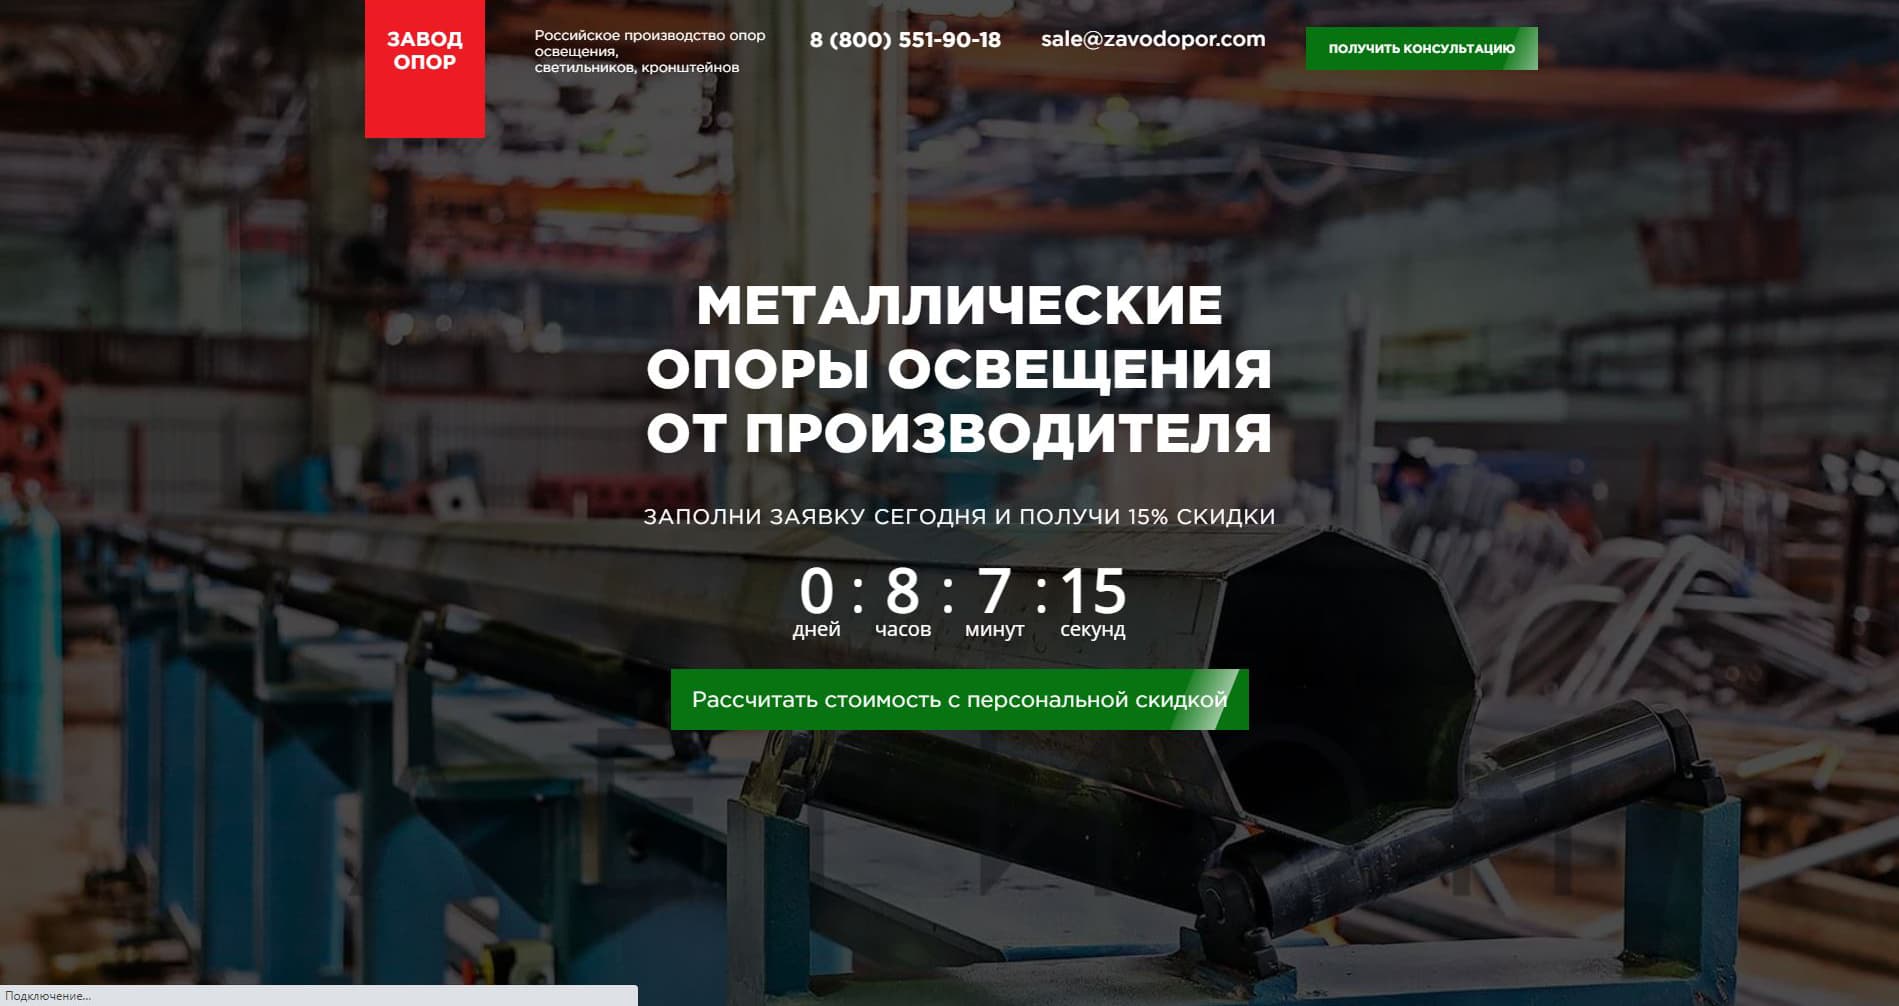 ЗАВОД
ОПОР
Российское производство опор
освещения,
светильников, кронштейнов
8 (800) 551-90-18
sale@zavodopor.com
ПОЛУЧИТЬ КОНСУЛЬТАЦИЮ
МЕТАЛЛИЧЕСКИЕ
ОПОРЫ ОСВЕЩЕНИЯ
ОТ ПРОИЗВОДИТЕЛЯ
ЗАПОЛНИ ЗАЯВКУ СЕГОДНЯ И ПОЛУЧИ 15% СКИДКИ
0 : 8 : 7 : 15
дней часов минут секунд
Рассчитать стоимость с персональной скидкой
Подключение...